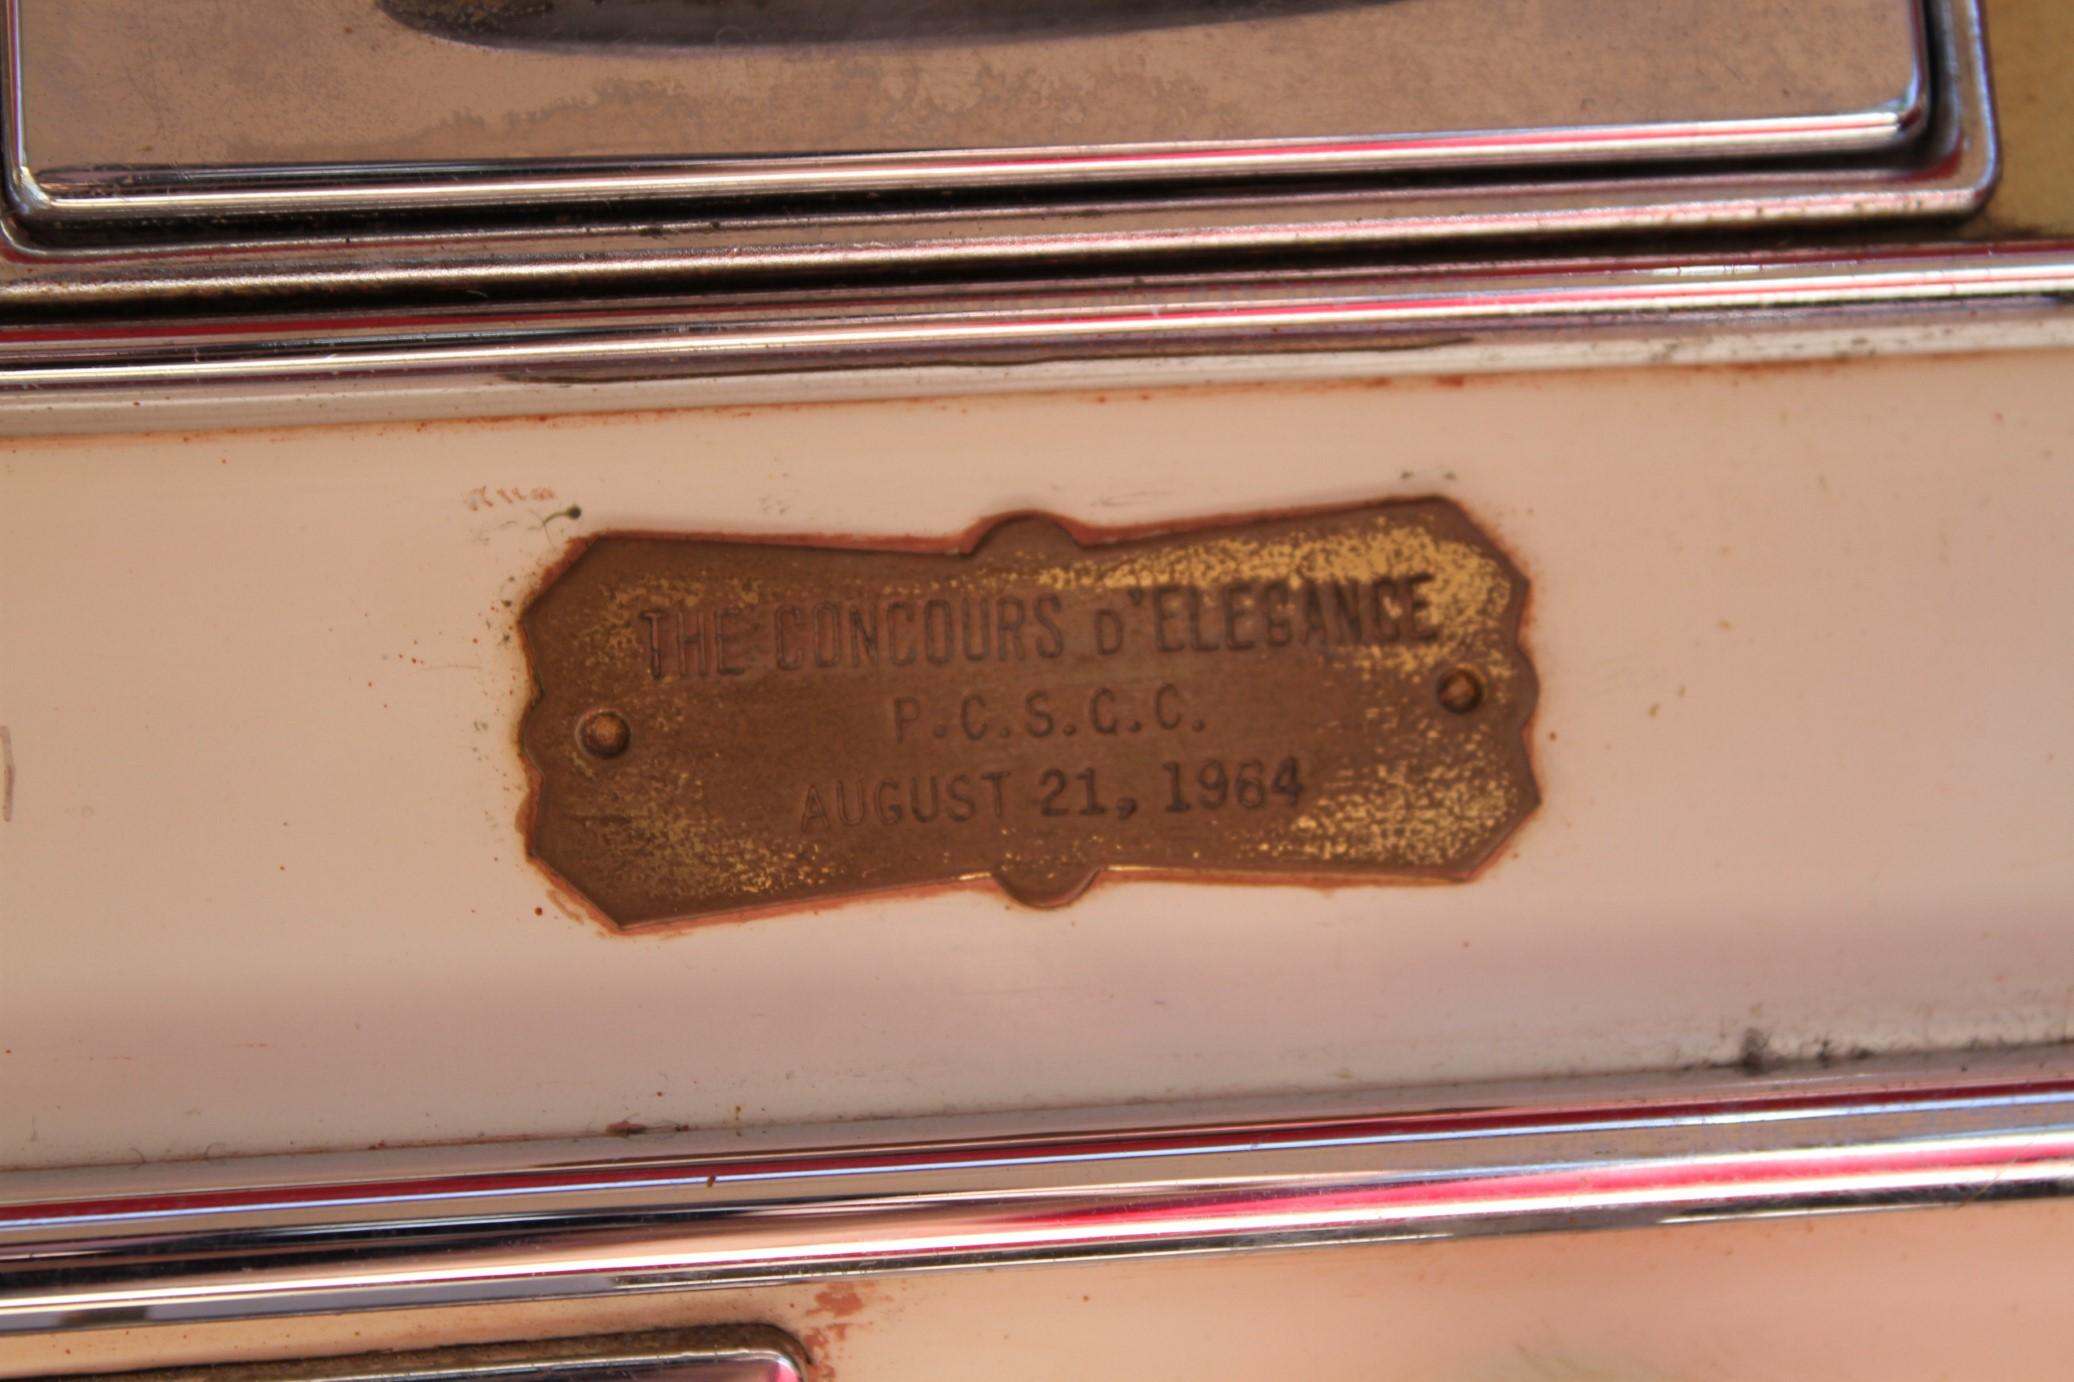 THE CONCOURS D'ELEGANCE
P.C.S.C.C.
AUGUST 21, 1964